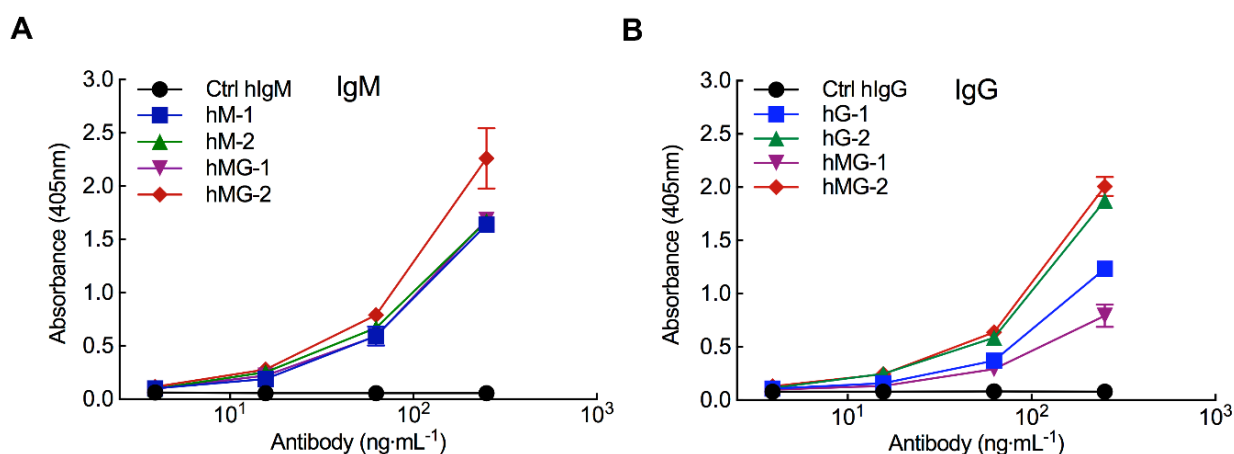 A
IgM
Ctrl hIgM
hM-1
hM-2
hMG-1
hMG-2
Absorbance (405nm)
3.0
2.5
2.0
1.5
1.0
0.5
0.0
10¹
10²
10³
Antibody (ng·mL⁻¹)
B
IgG
Ctrl hIgG
hG-1
hG-2
hMG-1
hMG-2
Absorbance (405nm)
3.0
2.5
2.0
1.5
1.0
0.5
0.0
10¹
10²
10³
Antibody (ng·mL⁻¹)